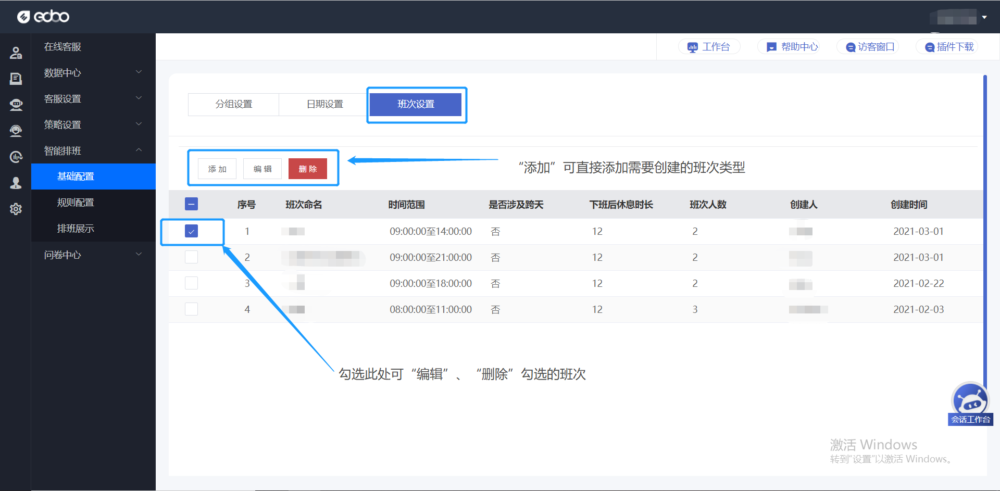 edoo
工作台
帮助中心
访客窗口
插件下载
在线客服
数据中心
客服设置
策略设置
智能排班
基础配置
规则配置
排班展示
问卷中心
分组设置 日期设置 班次设置
添加 编辑 删除
“添加”可直接添加需要创建的班次类型
序号 班次命名 时间范围 是否涉及跨天 下班后休息时长 班次人数 创建人 创建时间
1 09:00:00至14:00:00 否 12 2 2021-03-01
2 09:00:00至21:00:00 否 12 2 2021-03-01
3 09:00:00至18:00:00 否 12 2 2021-02-22
4 08:00:00至11:00:00 否 12 3 2021-02-03
勾选此处可“编辑”、“删除”勾选的班次
会话工作台
激活 Windows
转到“设置”以激活 Windows。